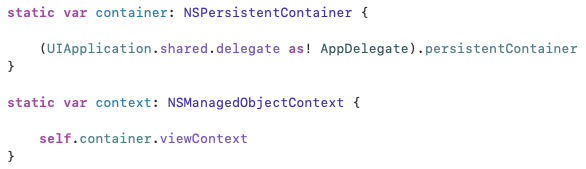 static var container: NSPersistentContainer {
(UIApplication.shared.delegate as! AppDelegate).persistentContainer
}
static var context: NSManagedObjectContext {
self.container.viewContext
}